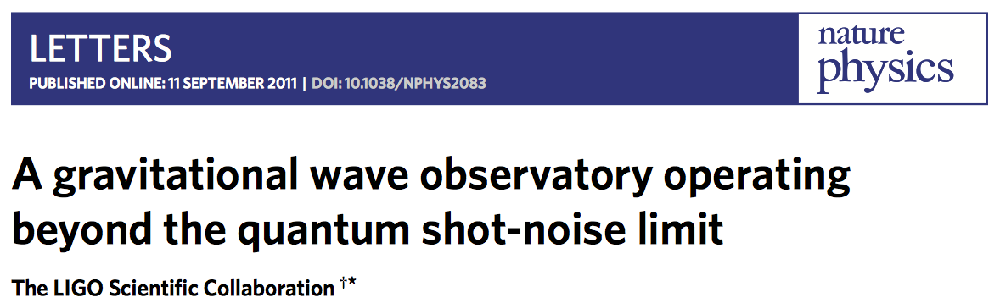 LETTERS
PUBLISHED ONLINE: 11 SEPTEMBER 2011 | DOI: 10.1038/NPHYS2083
nature
physics
A gravitational wave observatory operating
beyond the quantum shot-noise limit
The LIGO Scientific Collaboration †*